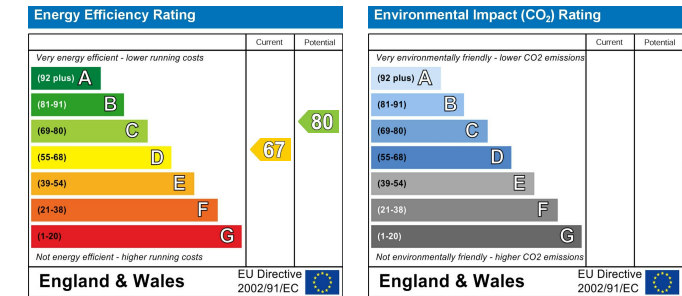 Energy Efficiency Rating
Current Potential
Very energy efficient - lower running costs
(92 plus) A
(81-91) B
(69-80) C
(55-68) D
(39-54) E
(21-38) F
(1-20) G
67
80
Not energy efficient - higher running costs
England & Wales
EU Directive
2002/91/EC
Environmental Impact (CO₂) Rating
Current Potential
Very environmentally friendly - lower CO2 emissions
(92 plus) A
(81-91) B
(69-80) C
(55-68) D
(39-54) E
(21-38) F
(1-20) G
Not environmentally friendly - higher CO2 emissions
England & Wales
EU Directive
2002/91/EC